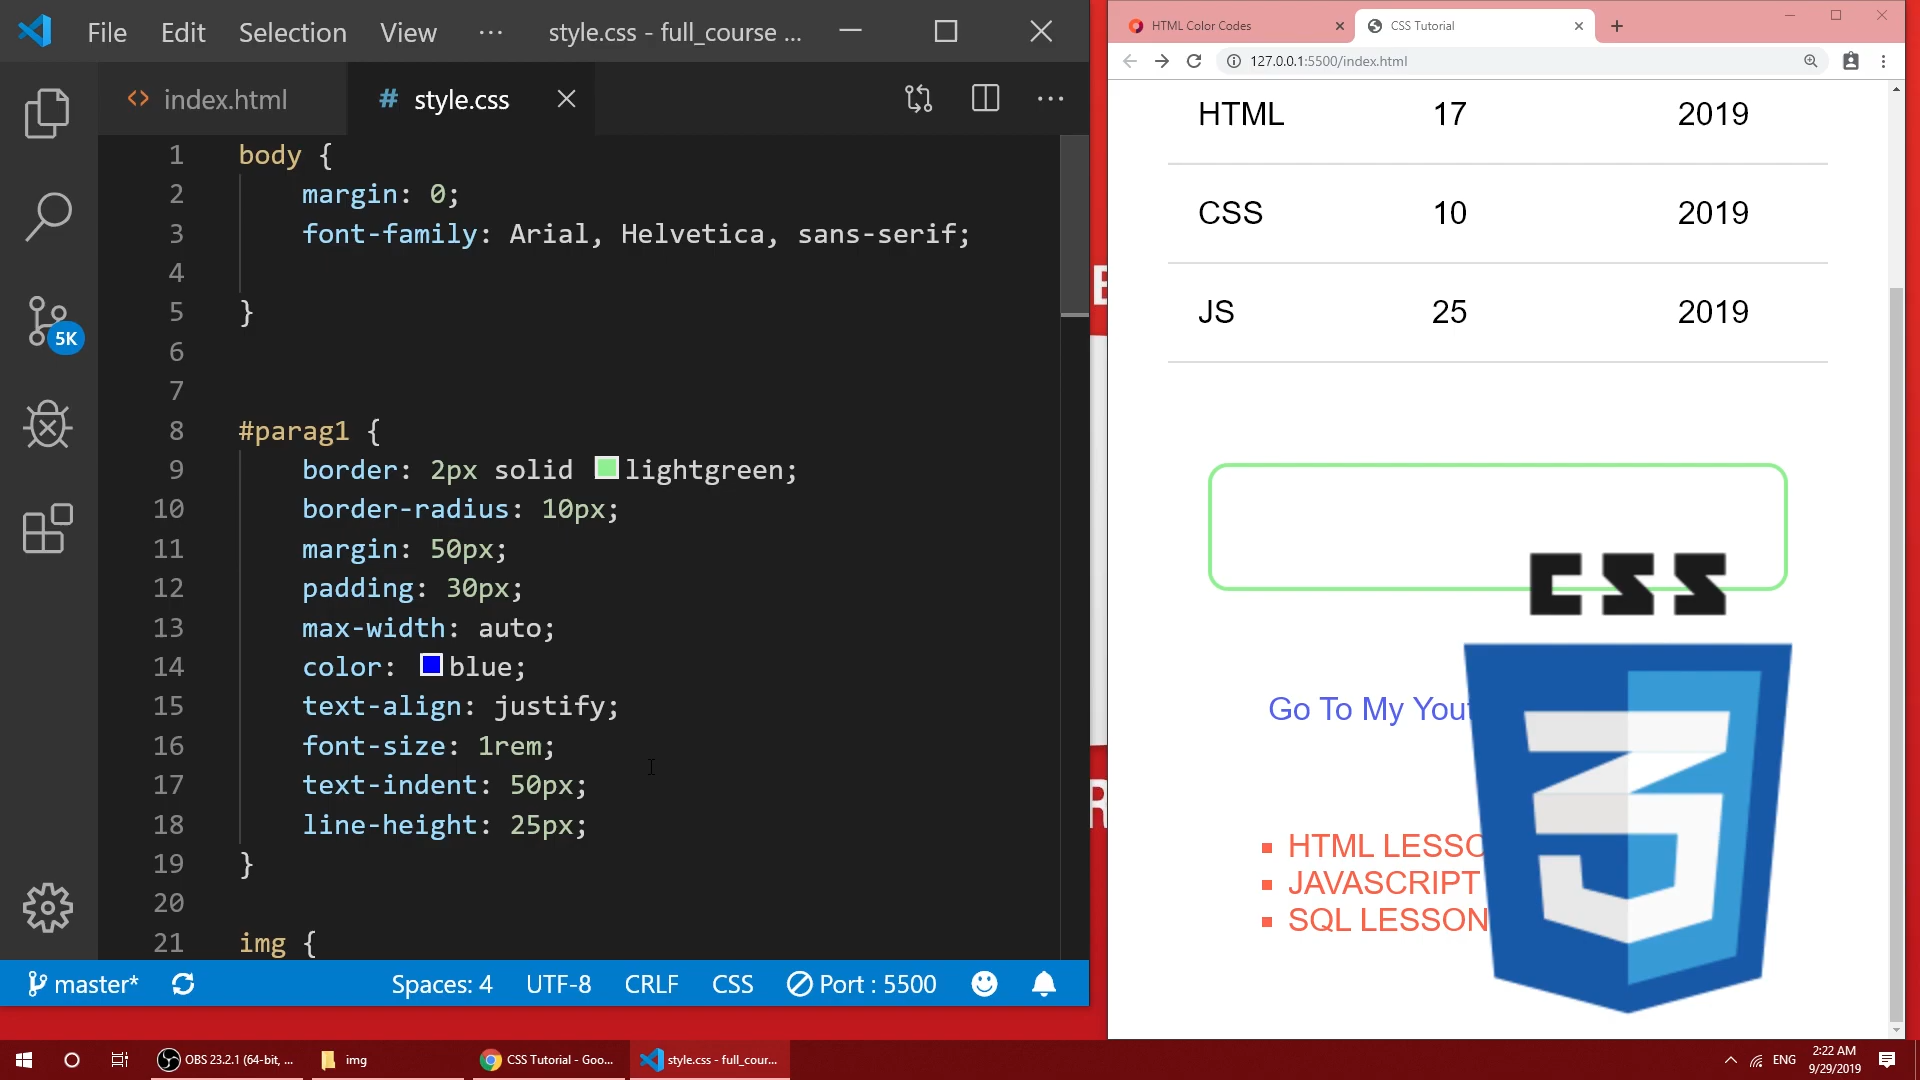 File Edit Selection View ··· style.css - full_course ...
index.html
# style.css
1 body {
2 margin: 0;
3 font-family: Arial, Helvetica, sans-serif;
4
5 }
6
7
8 #parag1 {
9 border: 2px solid lightgreen;
10 border-radius: 10px;
11 margin: 50px;
12 padding: 30px;
13 max-width: auto;
14 color: blue;
15 text-align: justify;
16 font-size: 1rem;
17 text-indent: 50px;
18 line-height: 25px;
19 }
20
21 img {
5K
master* Spaces: 4 UTF-8 CRLF CSS Port : 5500
HTML Color Codes
CSS Tutorial
127.0.0.1:5500/index.html
HTML 17 2019
CSS 10 2019
JS 25 2019
CSS
3
Go To My
HTML
JAVASCRIPT
SQL LESSON
OBS 23.2.1 (64-bit, ...
img
CSS Tutorial - Goo...
style.css - full_cour...
ENG
2:22 AM
9/29/2019